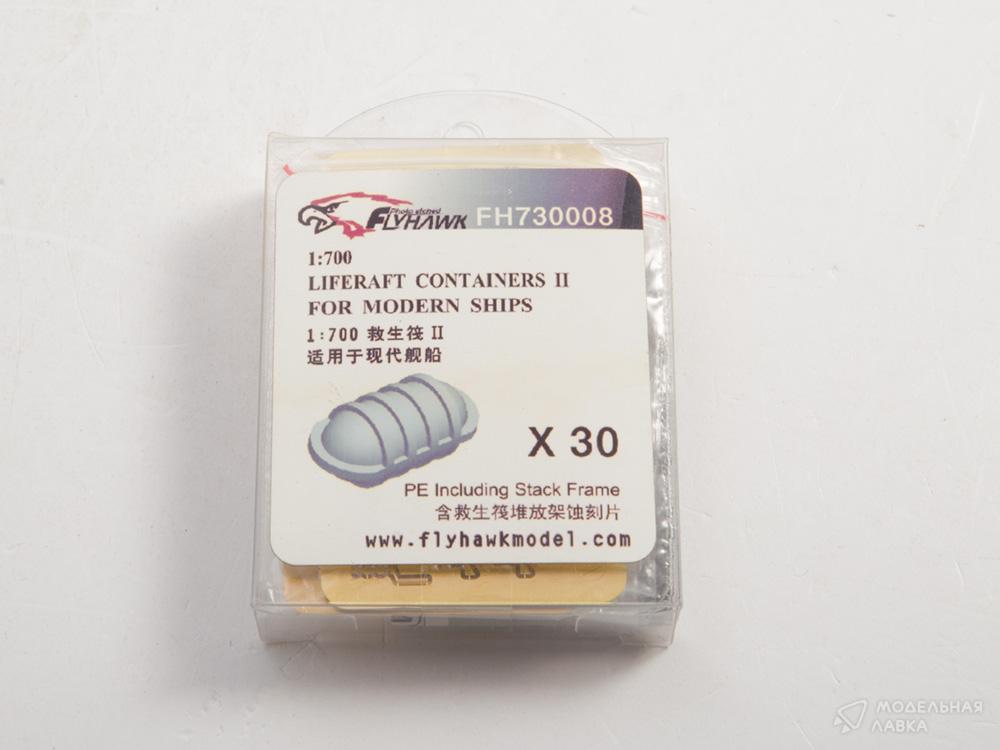 Photo etched
FLYHAWK FH730008
1:700
LIFERAFT CONTAINERS II
FOR MODERN SHIPS
1:700 救生筏 II
适用于现代舰船
X 30
PE Including Stack Frame
含救生筏堆放架蚀刻片
www.flyhawkmodel.com
МОДЕЛЬНАЯ
ЛАВКА